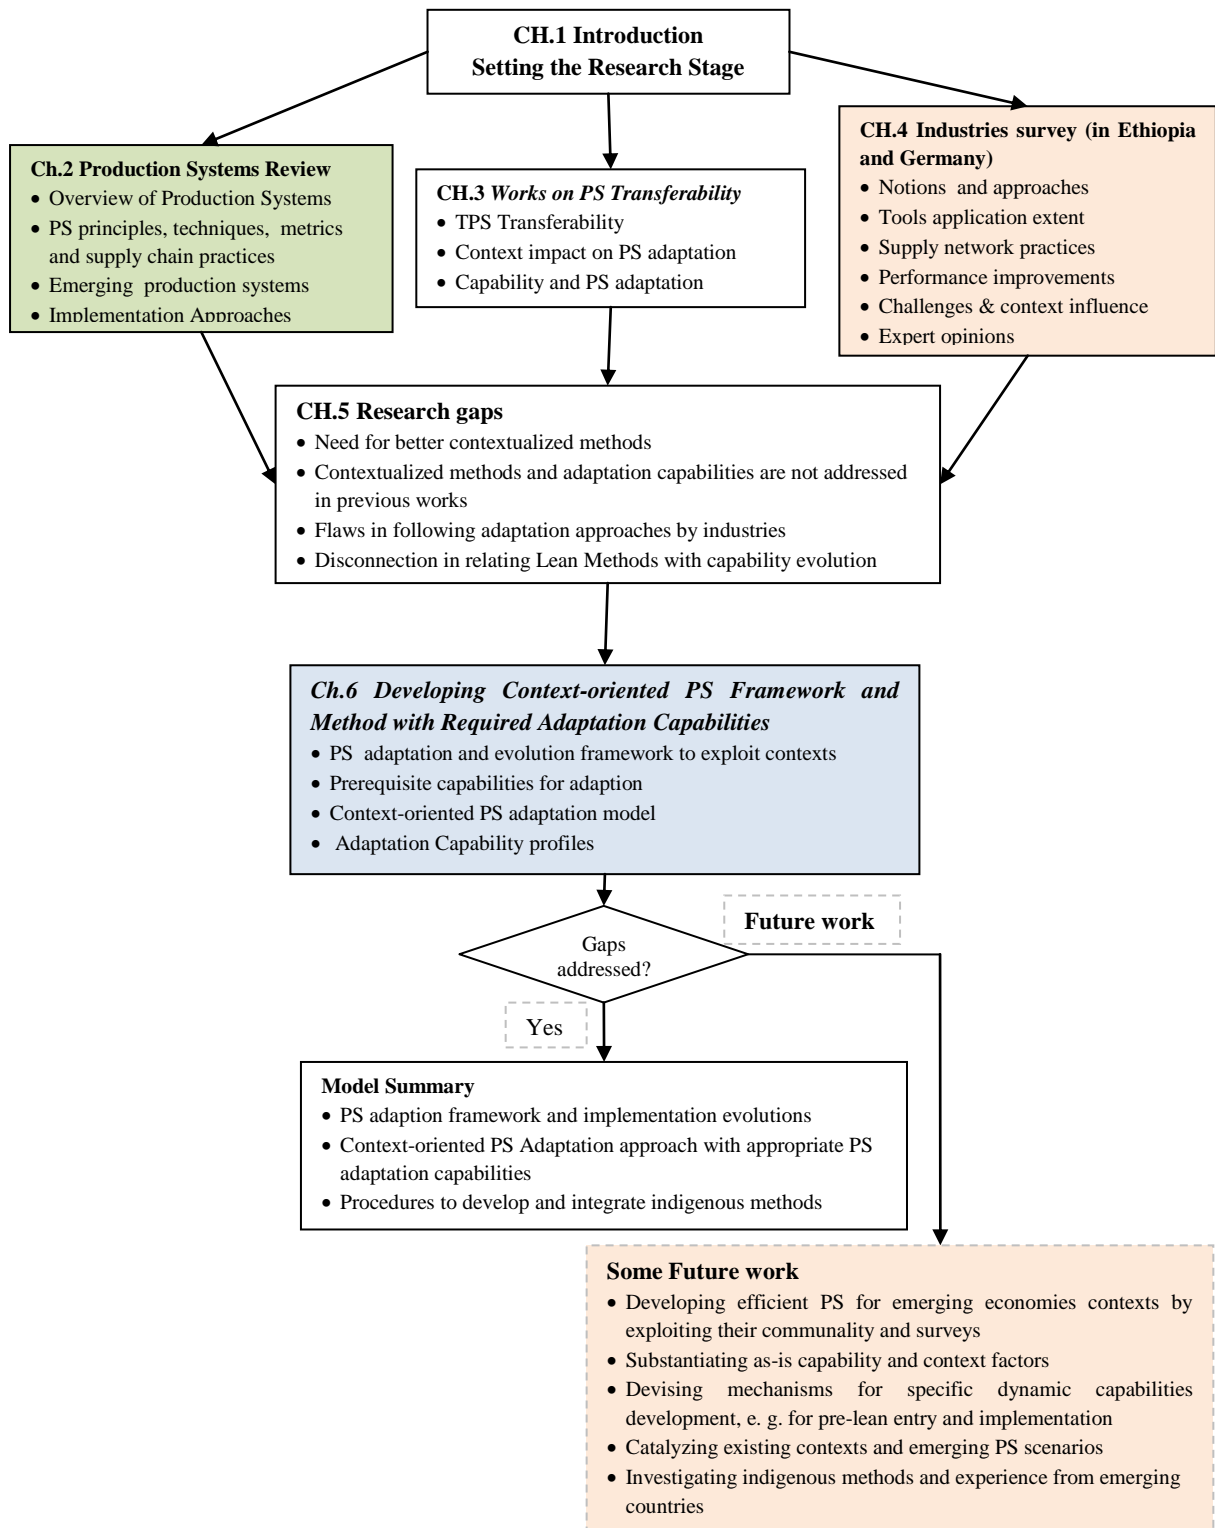 CH.1 Introduction
Setting the Research Stage
Ch.2 Production Systems Review
• Overview of Production Systems
• PS principles, techniques, metrics
and supply chain practices
• Emerging production systems
• Implementation Approaches
CH.3 Works on PS Transferability
• TPS Transferability
• Context impact on PS adaptation
• Capability and PS adaptation
CH.4 Industries survey (in Ethiopia
and Germany)
• Notions and approaches
• Tools application extent
• Supply network practices
• Performance improvements
• Challenges & context influence
• Expert opinions
CH.5 Research gaps
• Need for better contextualized methods
• Contextualized methods and adaptation capabilities are not addressed
in previous works
• Flaws in following adaptation approaches by industries
• Disconnection in relating Lean Methods with capability evolution
Ch.6 Developing Context-oriented PS Framework and
Method with Required Adaptation Capabilities
• PS adaptation and evolution framework to exploit contexts
• Prerequisite capabilities for adaption
• Context-oriented PS adaptation model
• Adaptation Capability profiles
Gaps
addressed?
Future work
Yes
Model Summary
• PS adaption framework and implementation evolutions
• Context-oriented PS Adaptation approach with appropriate PS
adaptation capabilities
• Procedures to develop and integrate indigenous methods
Some Future work
• Developing efficient PS for emerging economies contexts by
exploiting their communality and surveys
• Substantiating as-is capability and context factors
• Devising mechanisms for specific dynamic capabilities
development, e. g. for pre-lean entry and implementation
• Catalyzing existing contexts and emerging PS scenarios
• Investigating indigenous methods and experience from emerging
countries